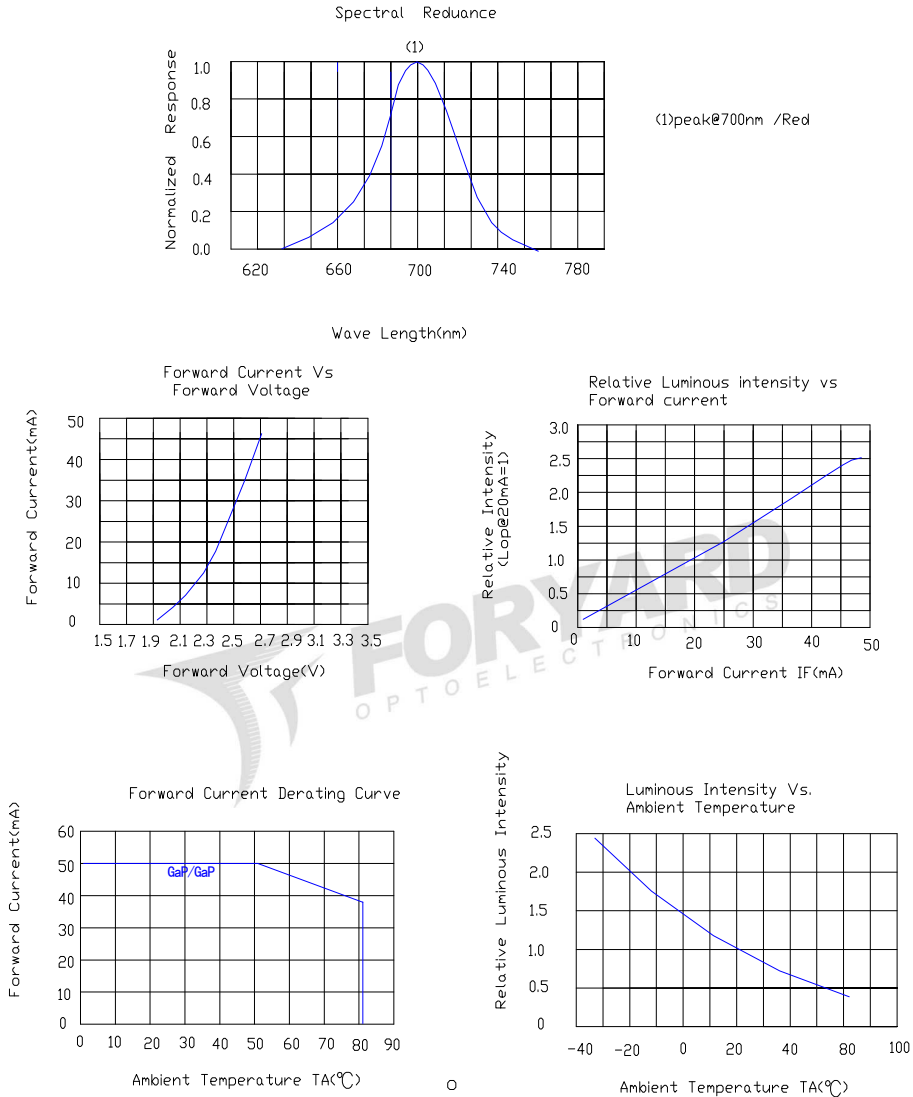 Spectral Reduance
(1)
Normalized Response
1.0
0.8
0.6
0.4
0.2
0.0
620 660 700 740 780
Wave Length(nm)
(1)peak@700nm /Red
Forward Current Vs
Forward Voltage
Forward Current(mA)
50
40
30
20
10
0
1.5 1.7 1.9 2.1 2.3 2.5 2.7 2.9 3.1 3.3 3.5
Forward Voltage(V)
Relative Luminous intensity vs
Forward current
Relative Intensity
(Lop@20mA=1)
3.0
2.5
2.0
1.5
1.0
0.5
0
0 10 20 30 40 50
Forward Current IF(mA)
FORYARD
OPTOELECTRONICS
Forward Current Derating Curve
Forward Current(mA)
60
50
40
30
20
10
0
GaP/GaP
0 10 20 30 40 50 60 70 80 90
Ambient Temperature TA(℃)
O
Luminous Intensity Vs.
Ambient Temperature
Relative Luminous Intensity
2.5
2.0
1.5
1.0
0.5
0
-40 -20 0 20 40 60 80 100
Ambient Temperature TA(℃)